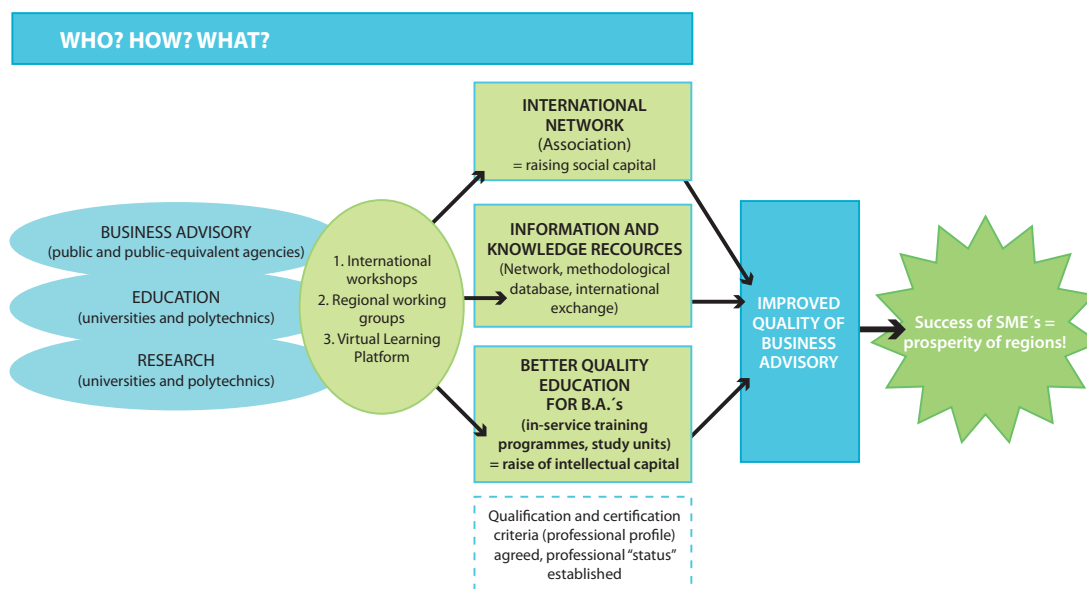 WHO? HOW? WHAT?
BUSINESS ADVISORY
(public and public-equivalent agencies)
EDUCATION
(universities and polytechnics)
RESEARCH
(universities and polytechnics)
1. International
workshops
2. Regional working
groups
3. Virtual Learning
Platform
INTERNATIONAL
NETWORK
(Association)
= raising social capital
INFORMATION AND
KNOWLEDGE RECOURCES
(Network, methodological
database, international
exchange)
BETTER QUALITY
EDUCATION
FOR B.A.´s
(in-service training
programmes, study units)
= raise of intellectual capital
Qualification and certification
criteria (professional profile)
agreed, professional “status”
established
IMPROVED
QUALITY OF
BUSINESS
ADVISORY
Success of SME´s =
prosperity of regions!